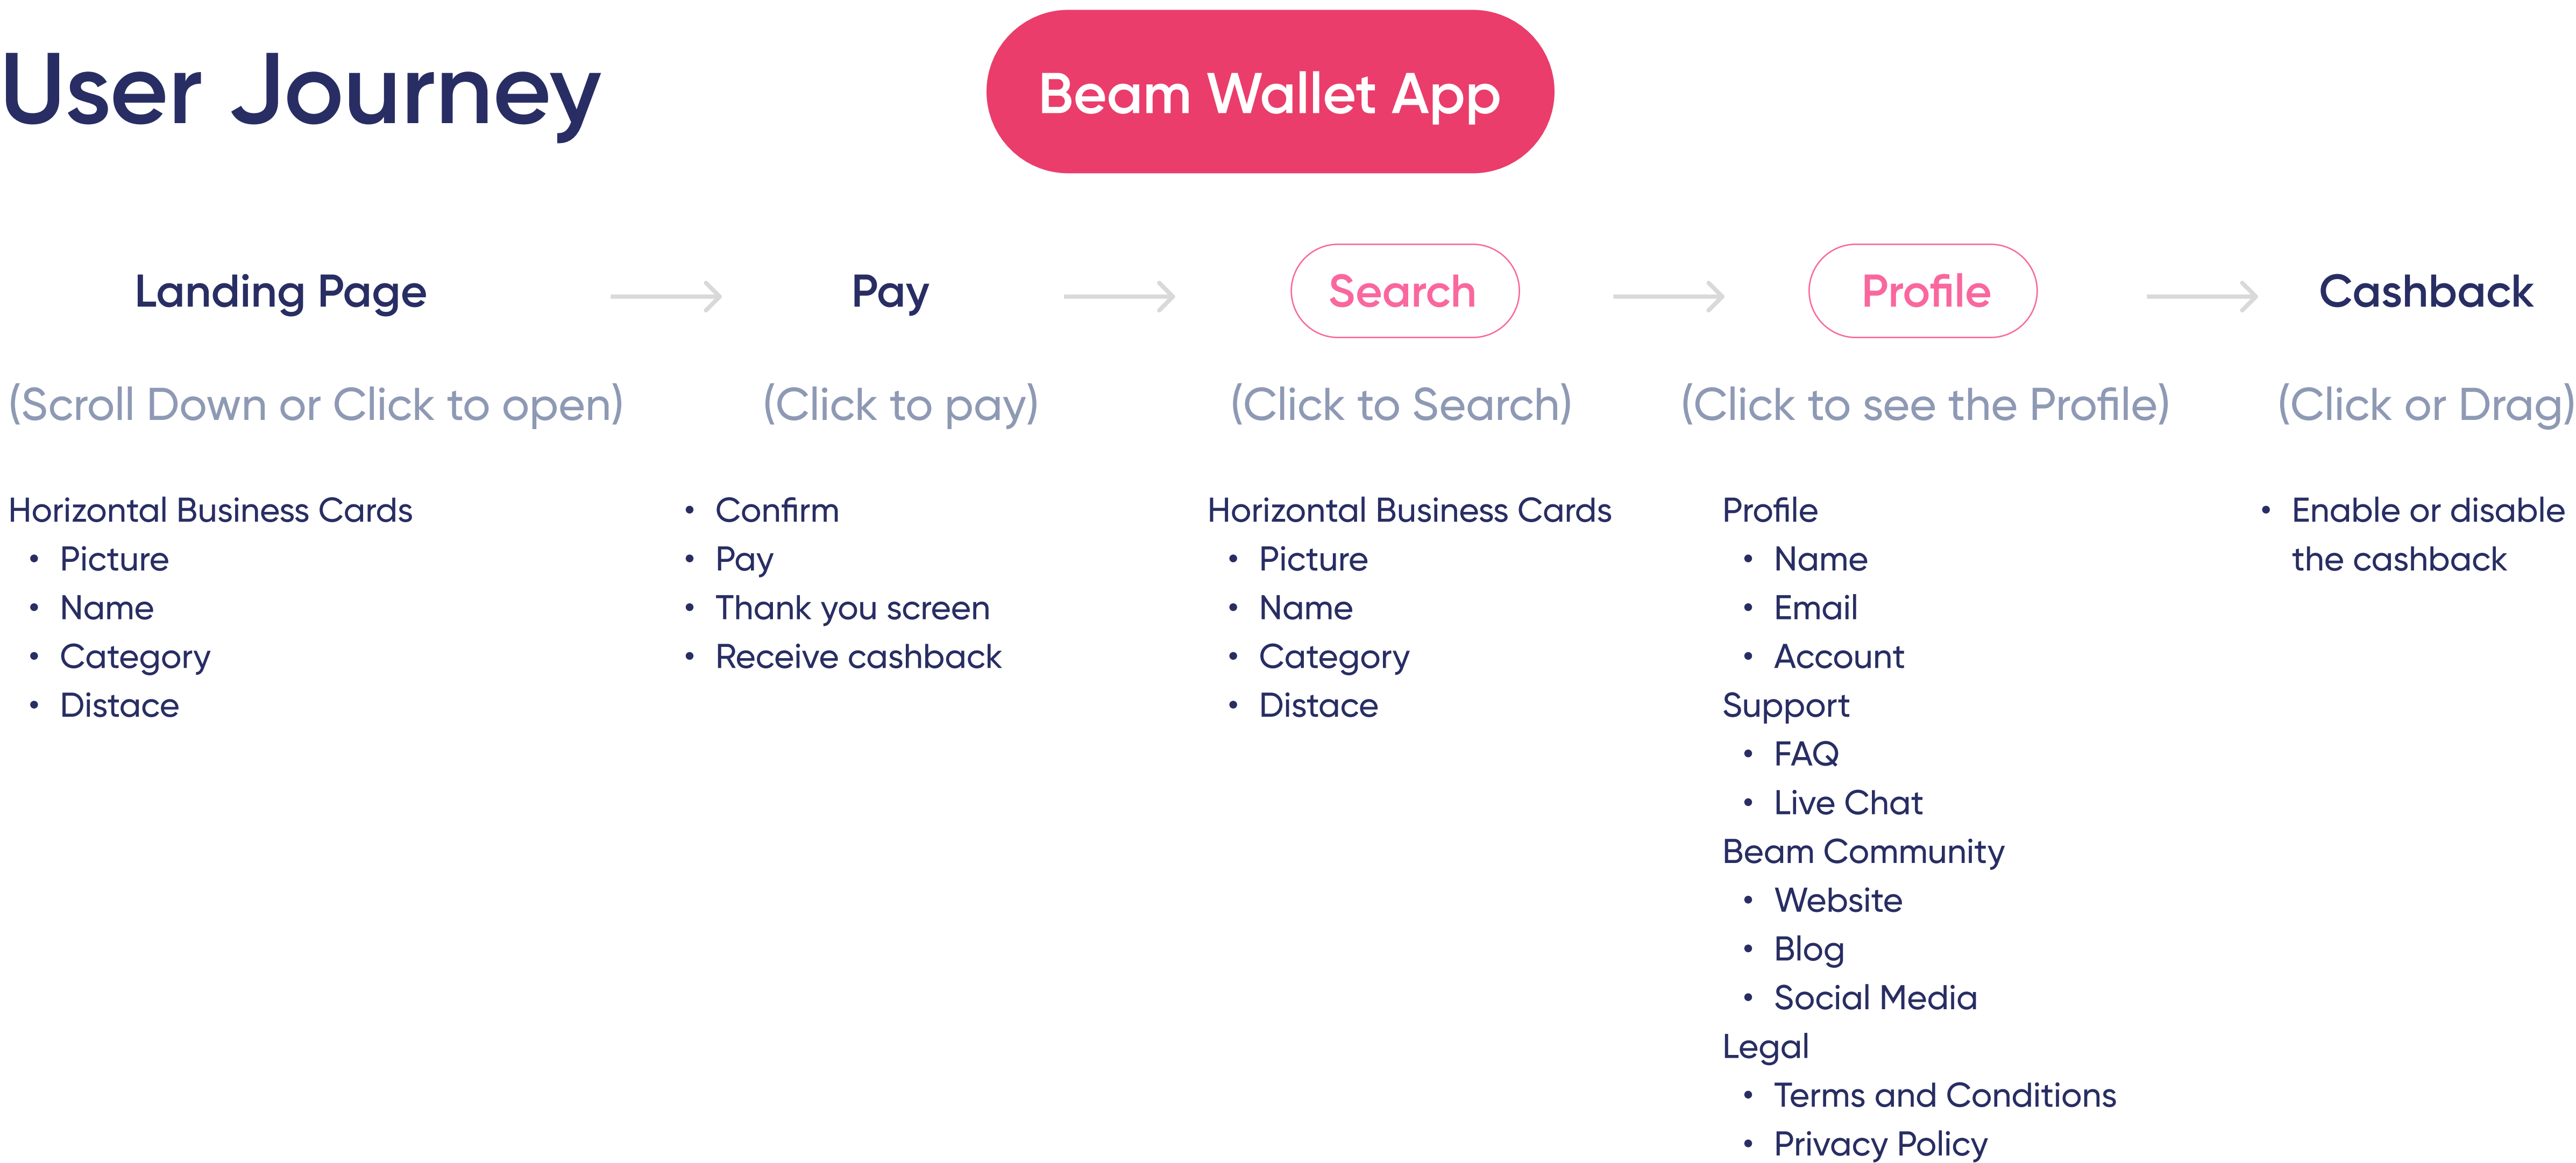 User Journey
Beam Wallet App
Landing Page
Pay
Search
Profile
Cashback
(Scroll Down or Click to open)
(Click to pay)
(Click to Search)
(Click to see the Profile)
(Click or Drag)
Horizontal Business Cards
• Picture
• Name
• Category
• Distace
• Confirm
• Pay
• Thank you screen
• Receive cashback
Horizontal Business Cards
• Picture
• Name
• Category
• Distace
Profile
• Name
• Email
• Account
Support
• FAQ
• Live Chat
Beam Community
• Website
• Blog
• Social Media
Legal
• Terms and Conditions
• Privacy Policy
• Enable or disable
the cashback